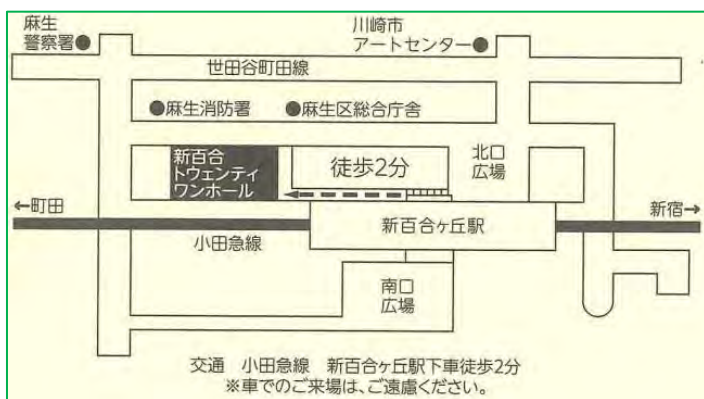 麻生
警察署●
川崎市
アートセンター●
世田谷町田線
●麻生消防署
●麻生区総合庁舎
新百合
トウェンティ
ワンホール
徒歩2分
北口
広場
←町田
新宿→
新百合ヶ丘駅
小田急線
南口
広場
交通 小田急線 新百合ヶ丘駅下車徒歩2分
※車でのご来場は、ご遠慮ください。